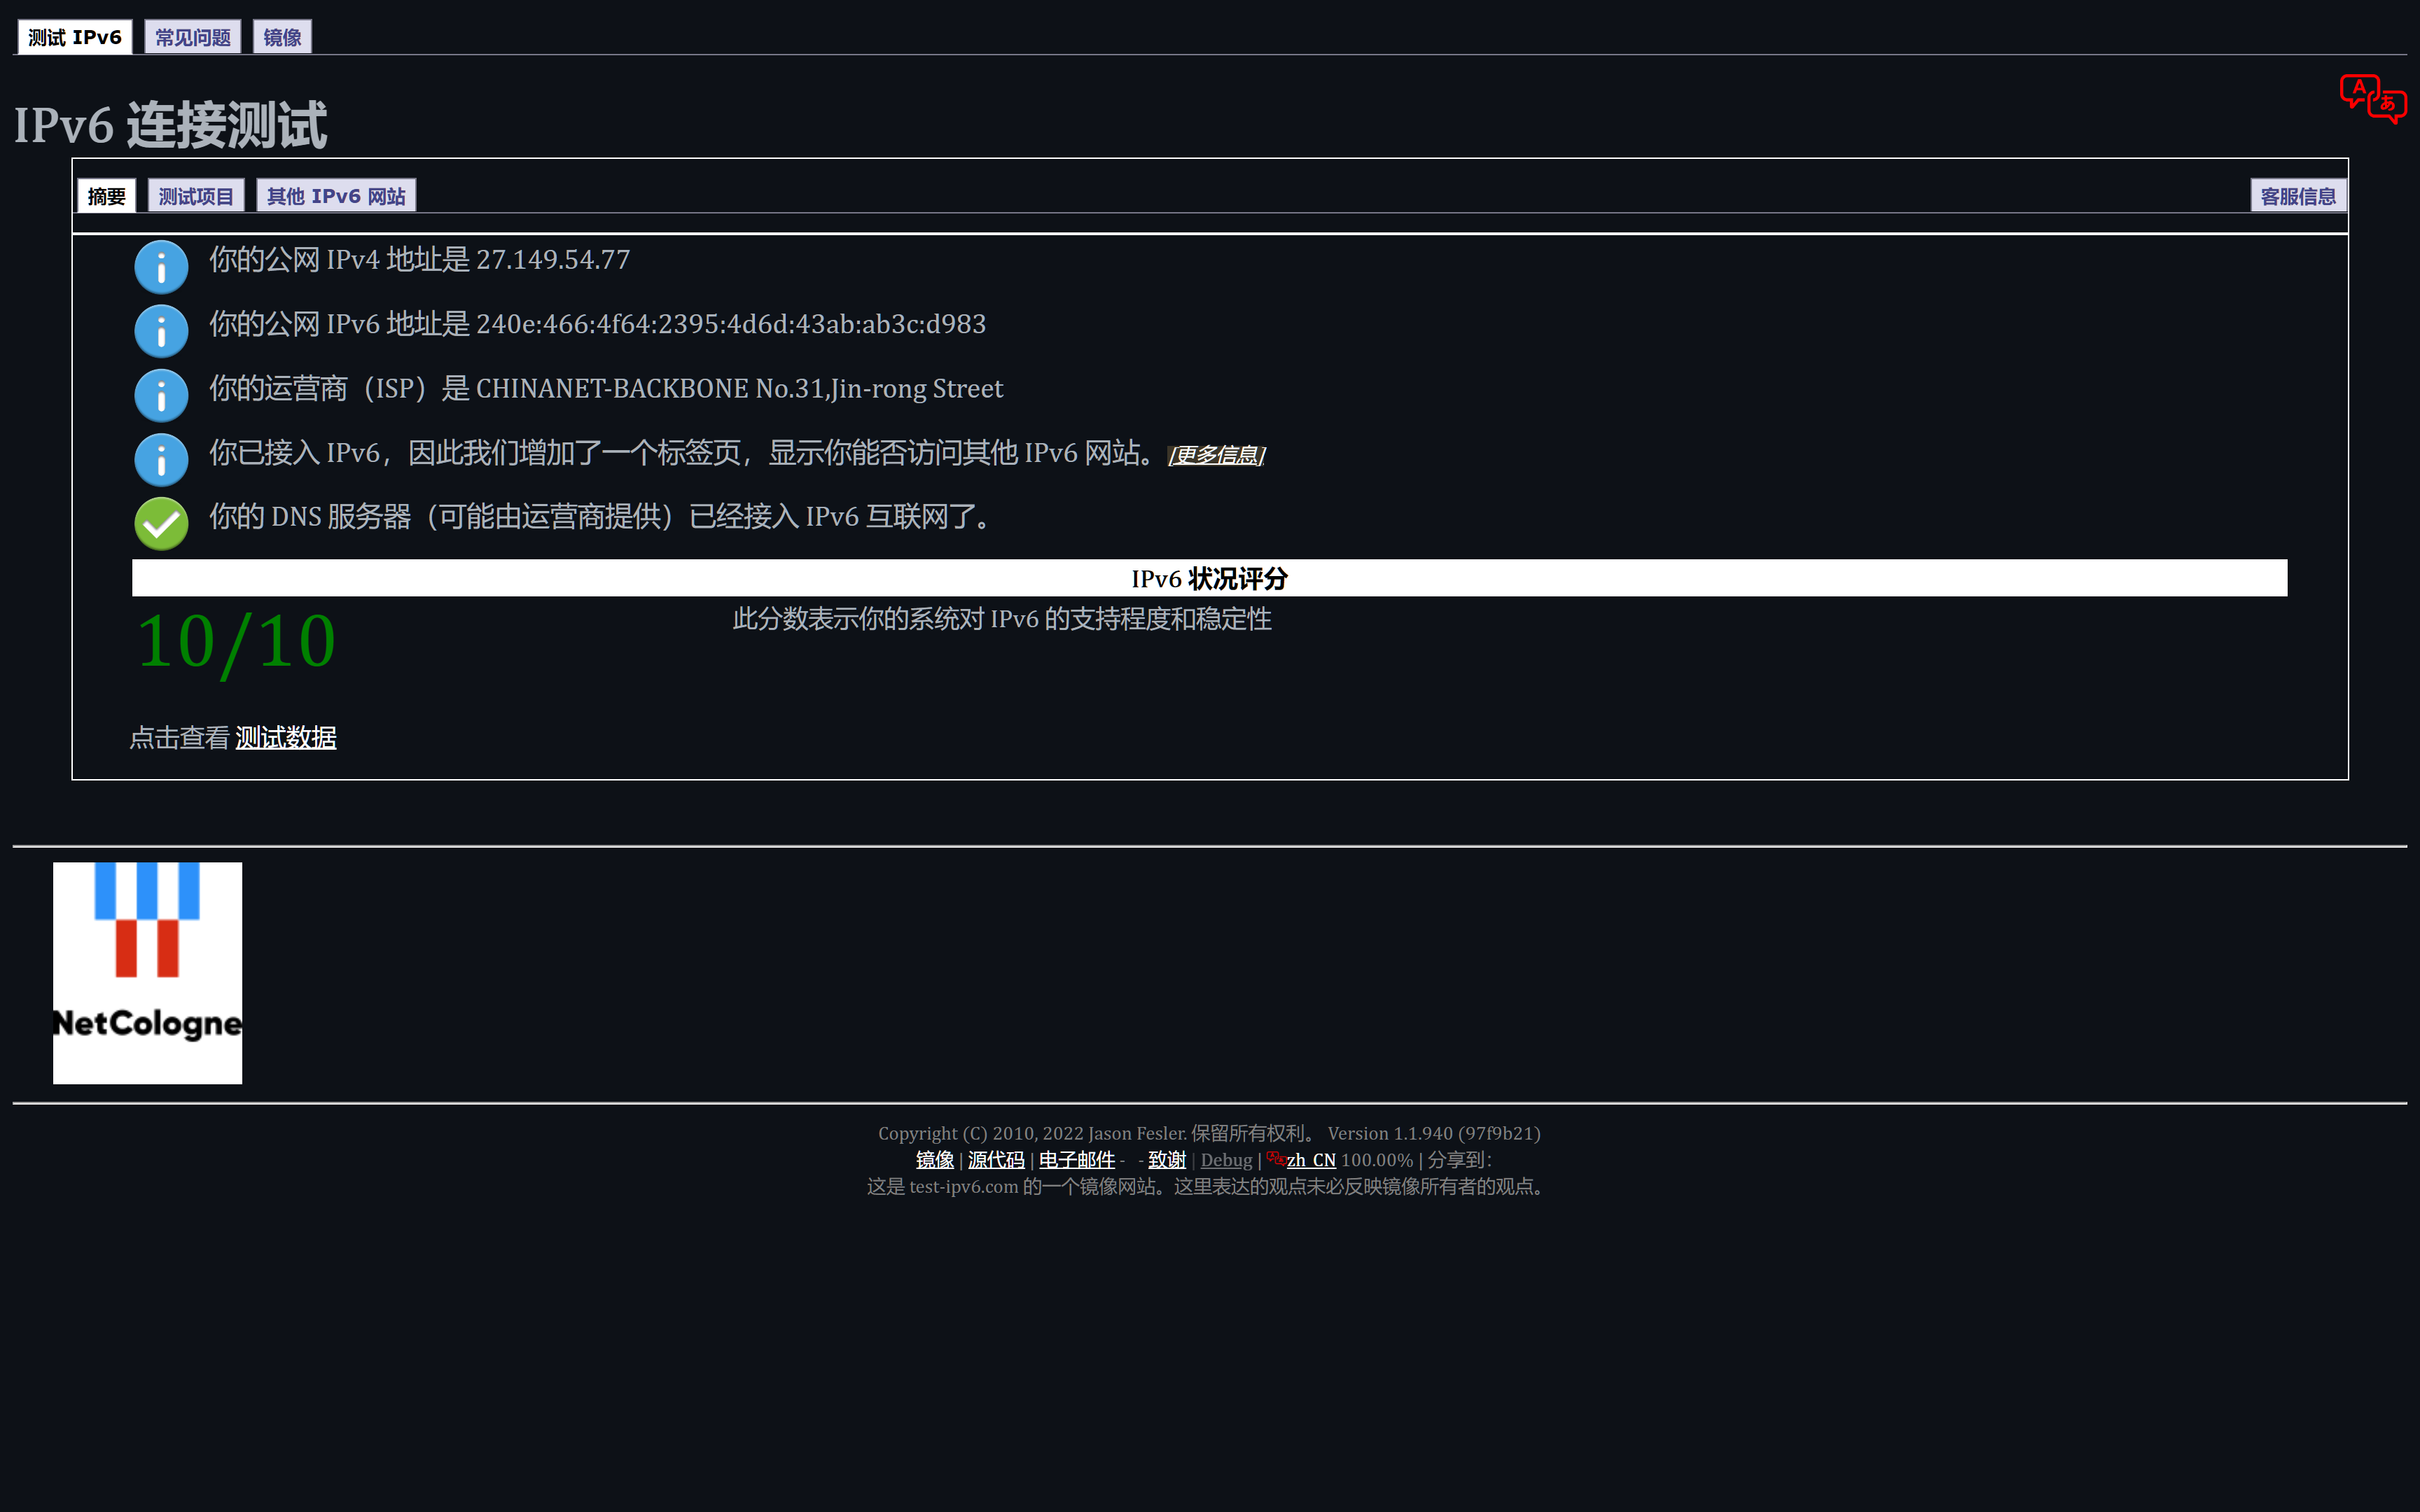 测试 IPv6 常见问题 镜像
A あ
IPv6 连接测试
摘要 测试项目 其他 IPv6 网站 客服信息
你的公网 IPv4 地址是 27.149.54.77
你的公网 IPv6 地址是 240e:466:4f64:2395:4d6d:43ab:ab3c:d983
你的运营商（ISP）是 CHINANET-BACKBONE No.31,Jin-rong Street
你已接入 IPv6，因此我们增加了一个标签页，显示你能否访问其他 IPv6 网站。[更多信息]
你的 DNS 服务器（可能由运营商提供）已经接入 IPv6 互联网了。
IPv6 状况评分
10/10 此分数表示你的系统对 IPv6 的支持程度和稳定性
点击查看 测试数据
NetCologne
Copyright (C) 2010, 2022 Jason Fesler. 保留所有权利。 Version 1.1.940 (97f9b21)
镜像 | 源代码 | 电子邮件 - - 致谢 | Debug | zh_CN 100.00% | 分享到：
这是 test-ipv6.com 的一个镜像网站。这里表达的观点未必反映镜像所有者的观点。